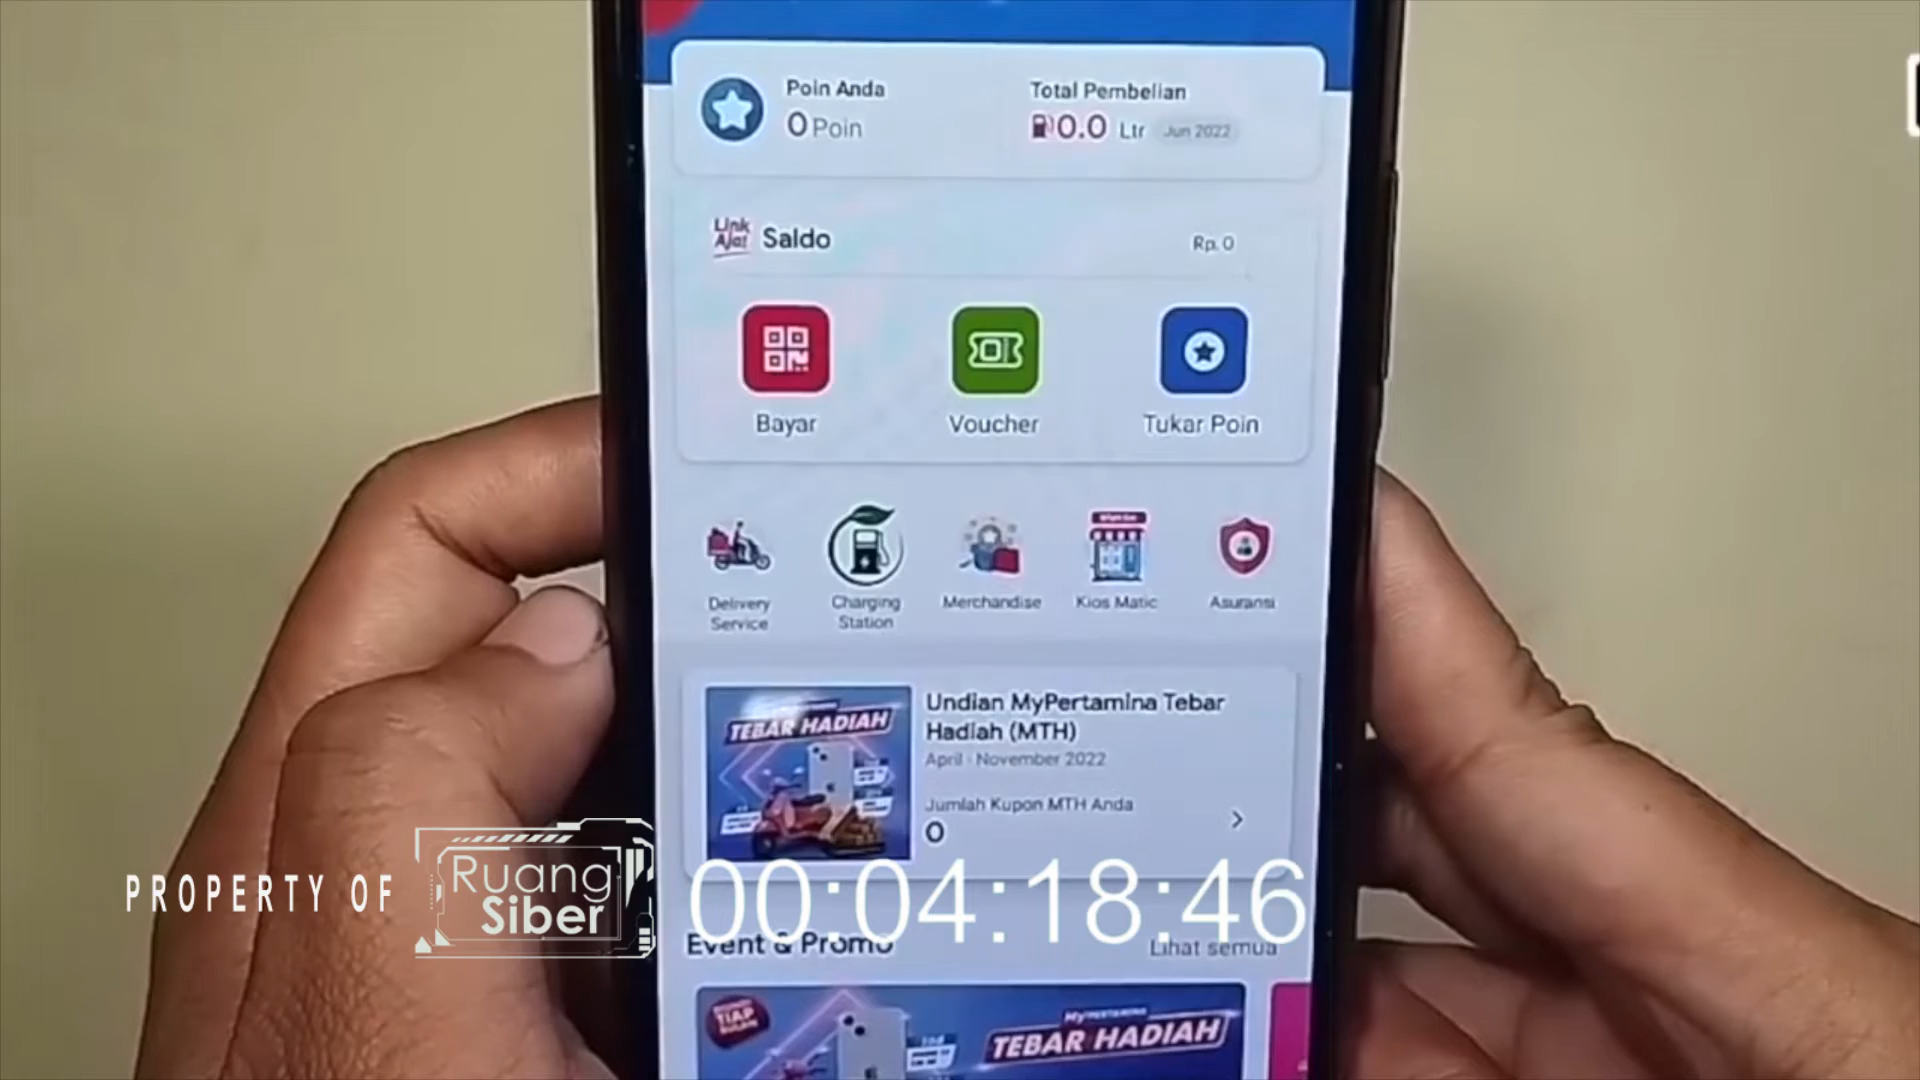 Poin Anda
0 Poin
Total Pembelian
0.0 Ltr Jun 2022
Link Aja!
Saldo
Rp. 0
Bayar
Voucher
Tukar Poin
Delivery
Service
Charging
Station
Merchandise
Kios Matic
Asuransi
TEBAR HADIAH
Undian MyPertamina Tebar
Hadiah (MTH)
April - November 2022
Jumlah Kupon MTH Anda
0
PROPERTY OF
Ruang
Siber
00:04:18:46
Event & Promo
Lihat semua
TIAP
BULAN
MyPERTAMINA
TEBAR HADIAH